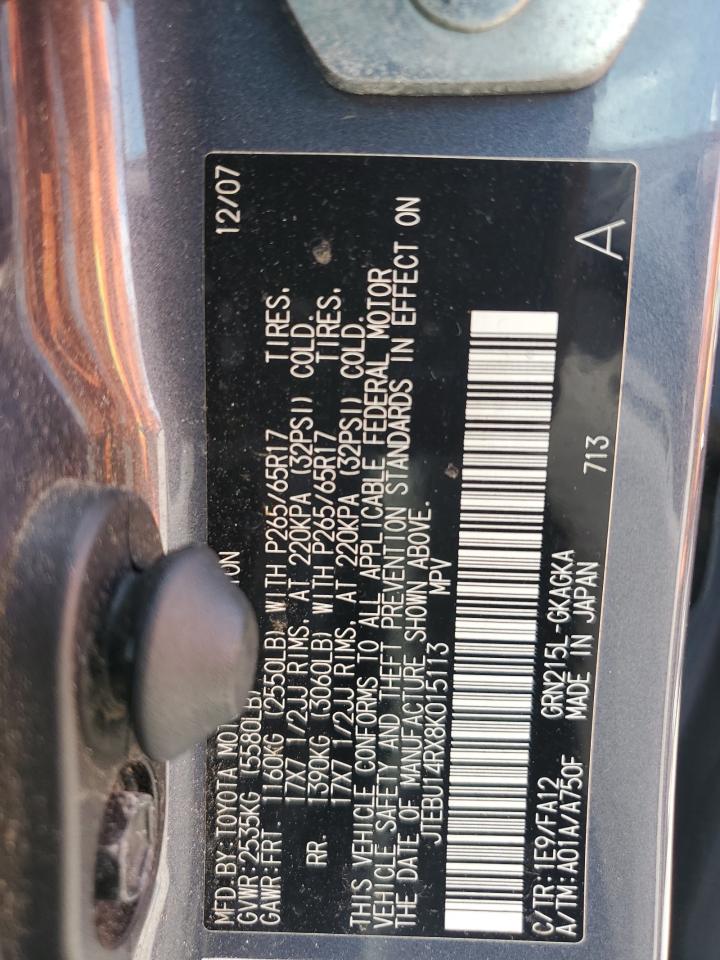 MFD. BY: TOYOTA MOT TION 12/07
GVWR: 2535KG (5580LB)
GAWR: FRT 1160KG (2550LB) WITH P265/65R17 TIRES,
17X7 1/2JJ RIMS, AT 220KPA (32PSI) COLD.
RR. 1390KG (3060LB) WITH P265/65R17 TIRES,
17X7 1/2JJ RIMS, AT 220KPA (32PSI) COLD.
THIS VEHICLE CONFORMS TO ALL APPLICABLE FEDERAL MOTOR
VEHICLE SAFETY AND THEFT PREVENTION STANDARDS IN EFFECT ON
THE DATE OF MANUFACTURE SHOWN ABOVE.
JTEBU14RX8K015113 MPV
C/TR: 1E9/FA12 GRN215L-GKAGKA
A/TM: A01A/A750F MADE IN JAPAN 713 A